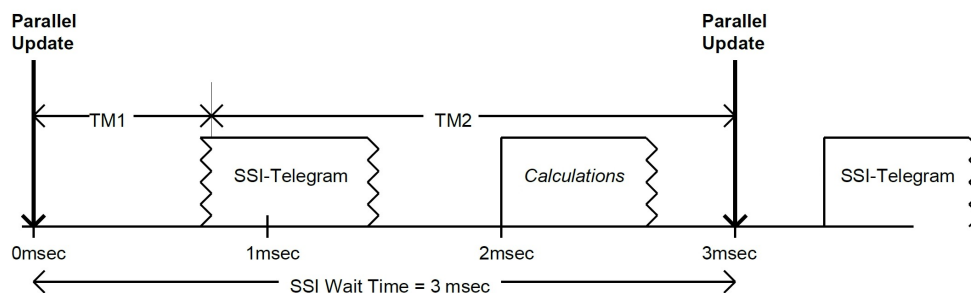 Parallel
Update
Parallel
Update
TM1
TM2
SSI-Telegram
Calculations
SSI-Telegram
0msec
1msec
2msec
3msec
SSI Wait Time = 3 msec